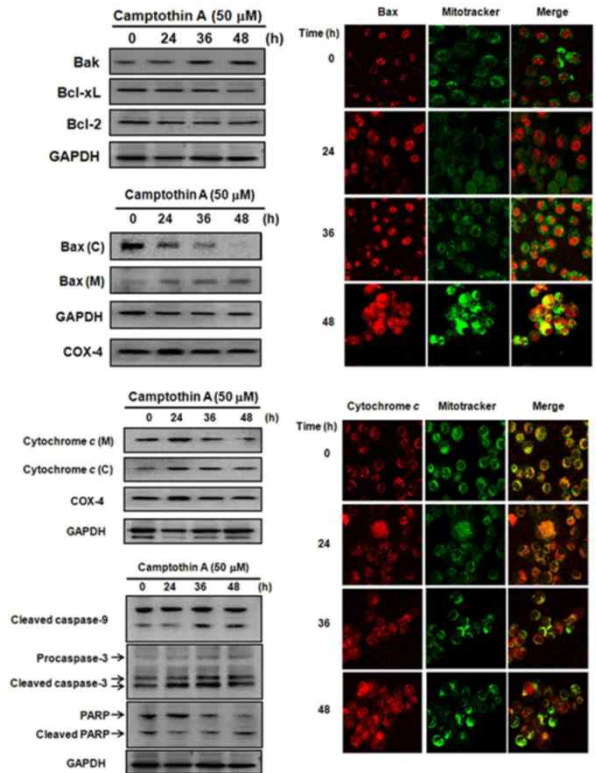 Camptothin A (50 μM)
0 24 36 48 (h)
Bak
Bcl-xL
Bcl-2
GAPDH
Camptothin A (50 μM)
0 24 36 48 (h)
Bax (C)
Bax (M)
GAPDH
COX-4
Bax Mitotracker Merge
Time (h)
0
24
36
48
Camptothin A (50 μM)
0 24 36 48 (h)
Cytochrome c (M)
Cytochrome c (C)
COX-4
GAPDH
Camptothin A (50 μM)
0 24 36 48 (h)
Cleaved caspase-9
Procaspase-3
Cleaved caspase-3
PARP
Cleaved PARP
GAPDH
Cytochrome c Mitotracker Merge
Time (h)
0
24
36
48